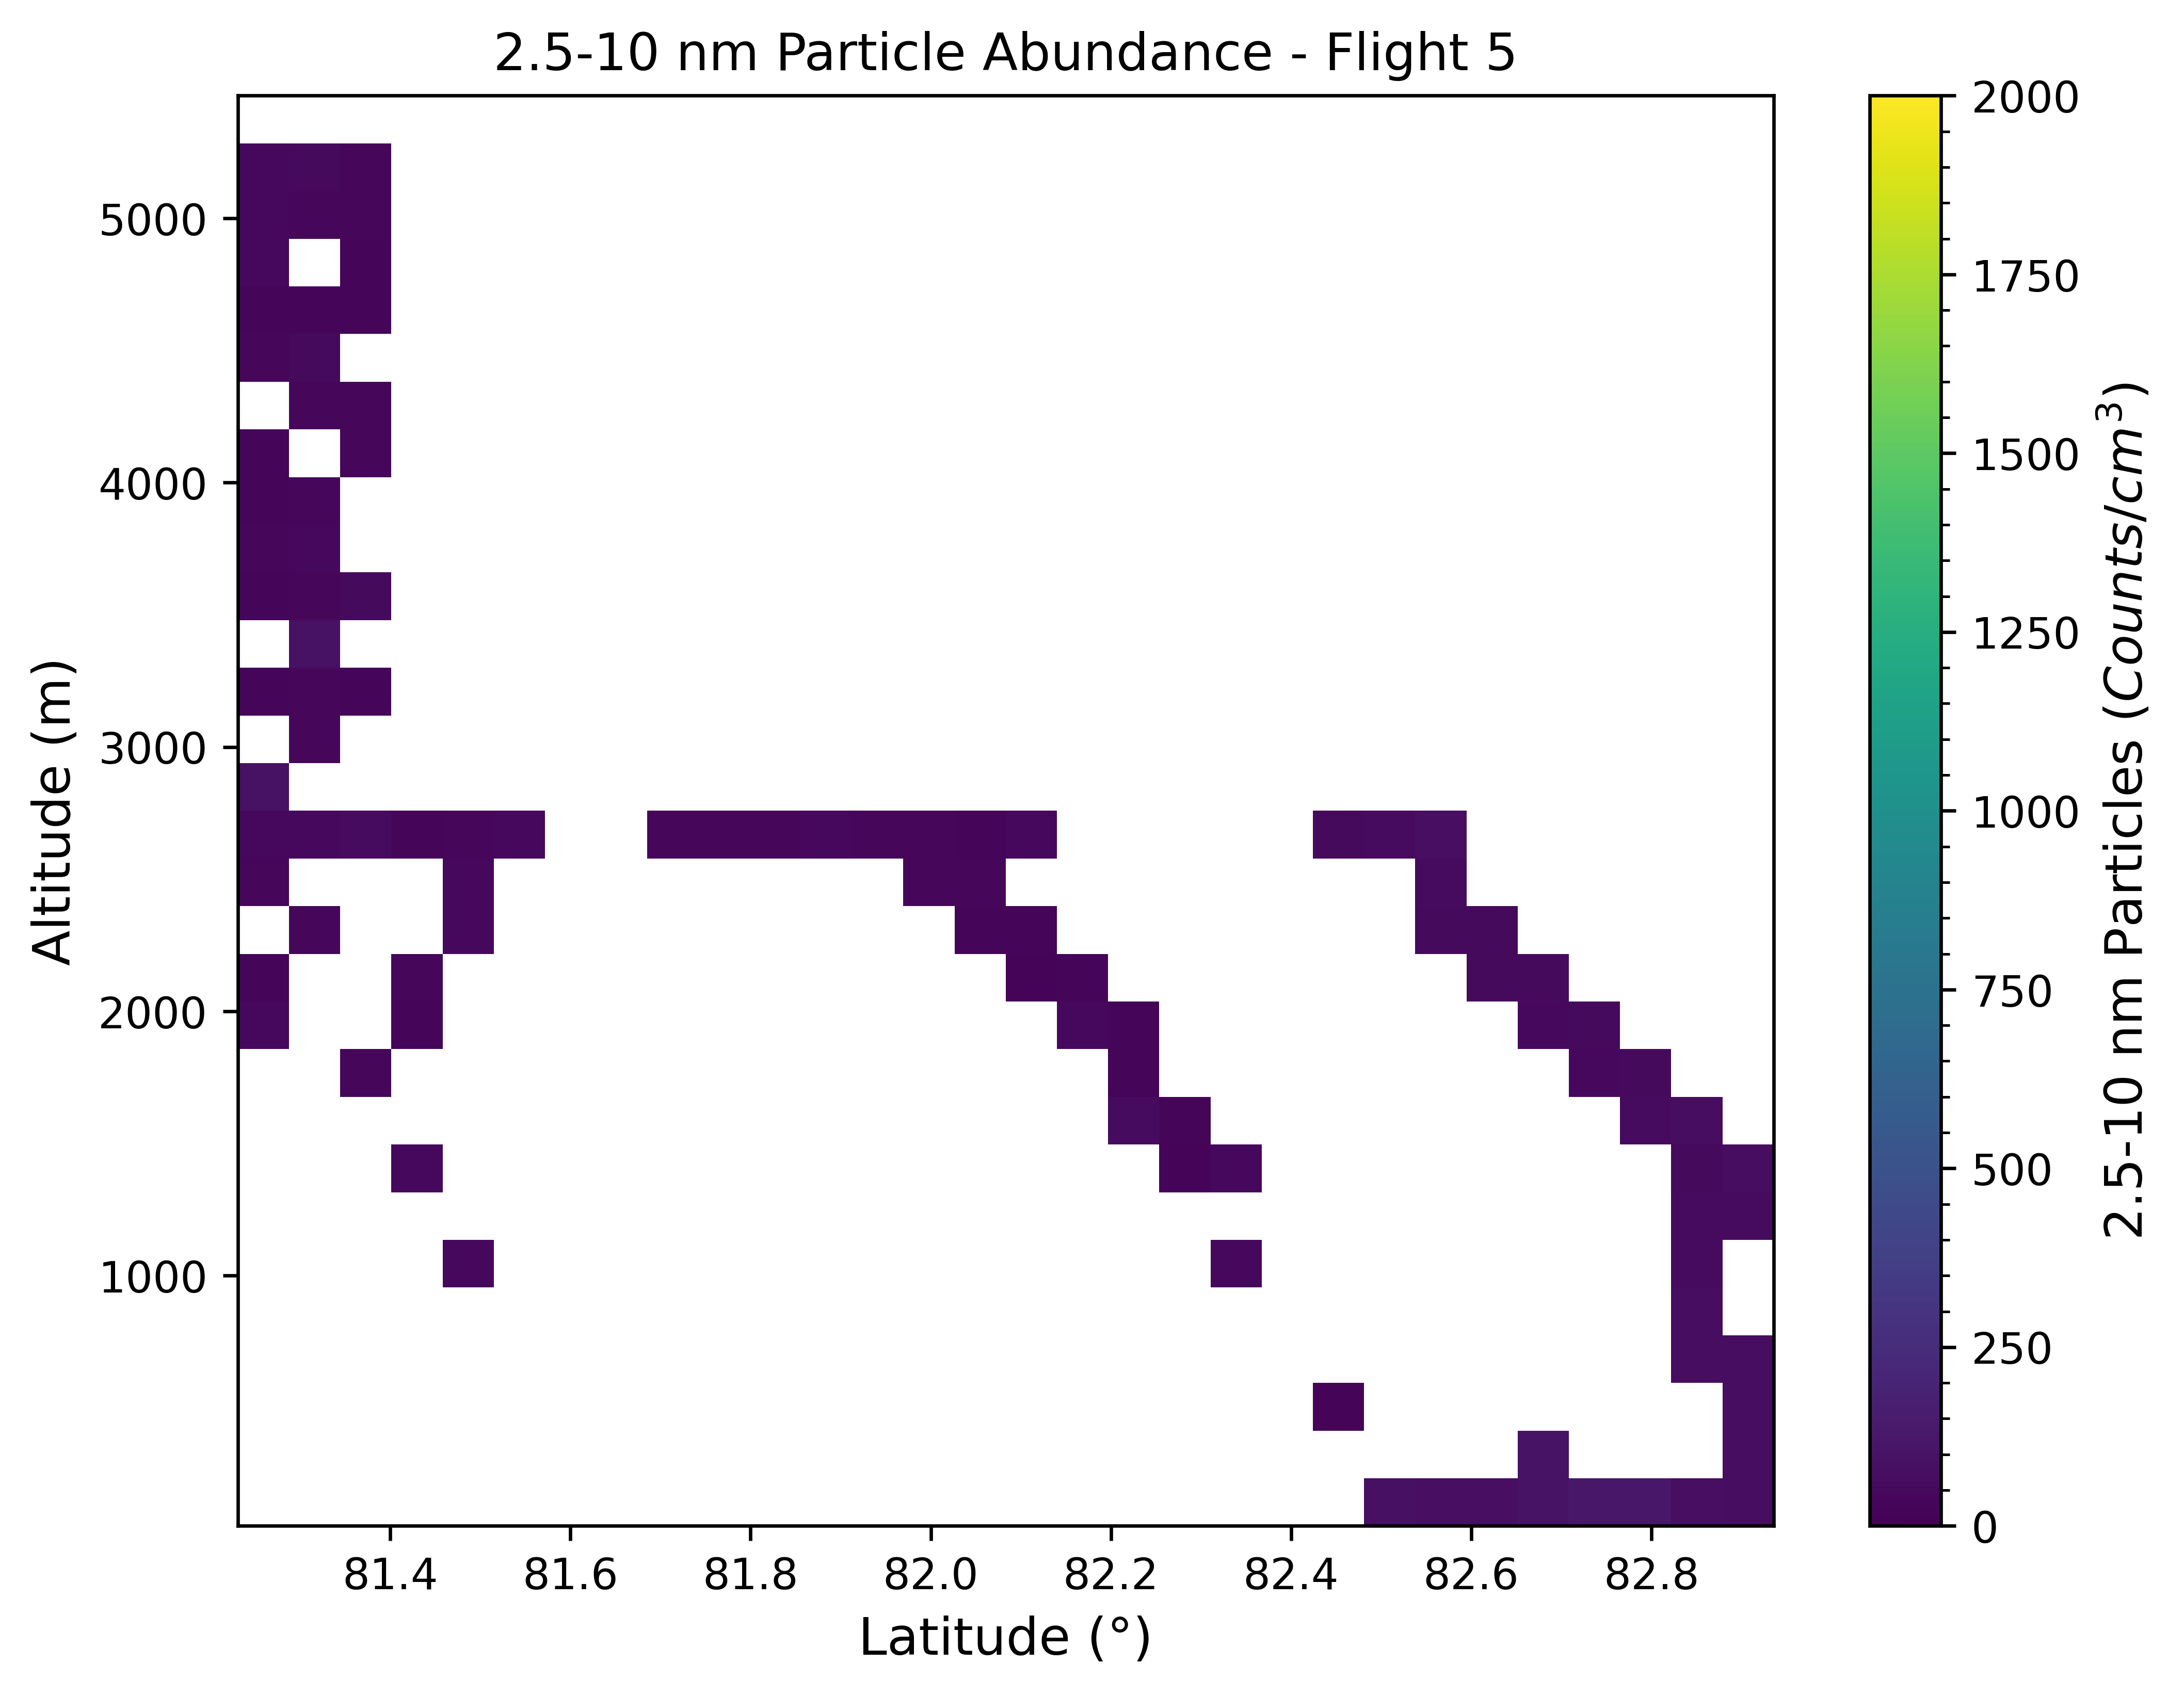 2.5-10 nm Particle Abundance - Flight 5
5000
4000
3000
2000
1000
Altitude (m)
81.4 81.6 81.8 82.0 82.2 82.4 82.6 82.8
Latitude (°)
2000
1750
1500
1250
1000
750
500
250
0
2.5-10 nm Particles (Counts/cm³)